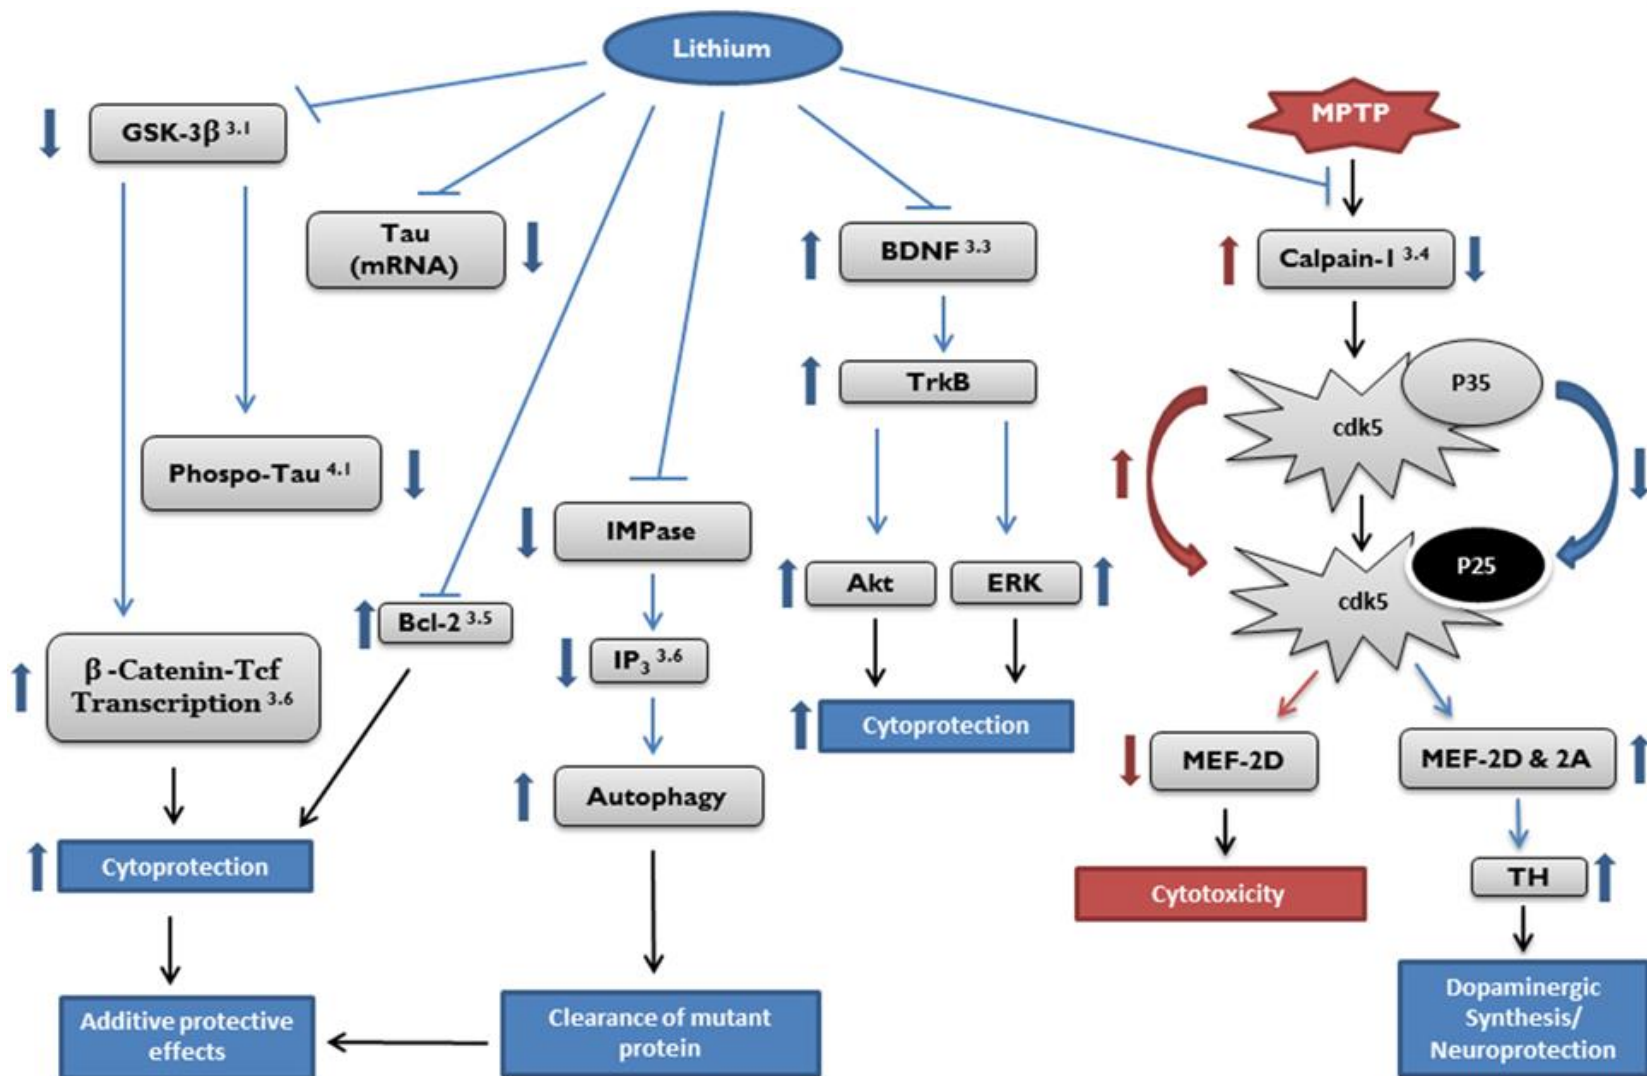 Lithium
MPTP
GSK-3β 3.1
Tau
(mRNA)
BDNF 3.3
Calpain-1 3.4
TrkB
P35
cdk5
Phospo-Tau 4.1
IMPase
Akt
ERK
P25
cdk5
Bcl-2 3.5
IP3 3.6
β-Catenin-Tcf
Transcription 3.6
Cytoprotection
MEF-2D
MEF-2D & 2A
Autophagy
Cytoprotection
TH
Cytotoxicity
Additive protective
effects
Clearance of mutant
protein
Dopaminergic
Synthesis/
Neuroprotection